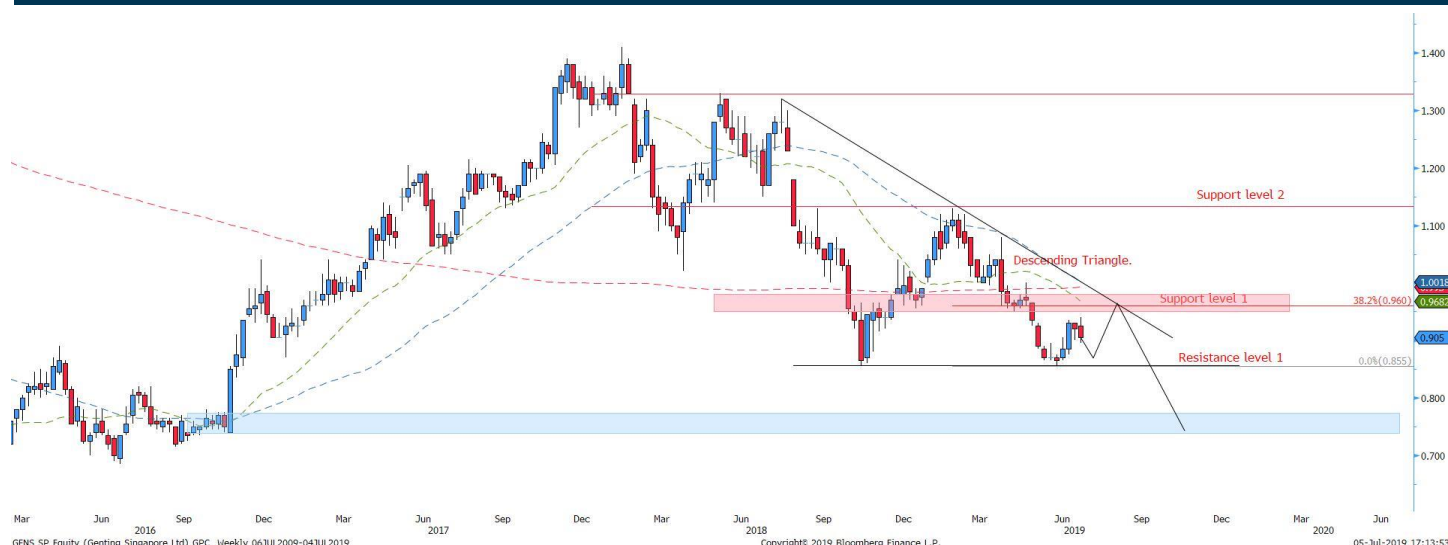 1.400
1.300
1.200
Support level 2
1.100
Descending Triangle.
1.0018
Support level 1
38.2%(0.960)
0.9682
0.905
Resistance level 1
0.0%(0.855)
0.800
0.700
Mar Jun Sep Dec Mar Jun Sep Dec Mar Jun Sep Dec Mar Jun Sep Dec Mar Jun
2016 2017 2018 2019 2020
GENS SP Equity (Genting Singapore Ltd) GPC Weekly 06JUL2009-04JUL2019 Copyright© 2019 Bloomberg Finance L.P. 05-Jul-2019 17:13:53